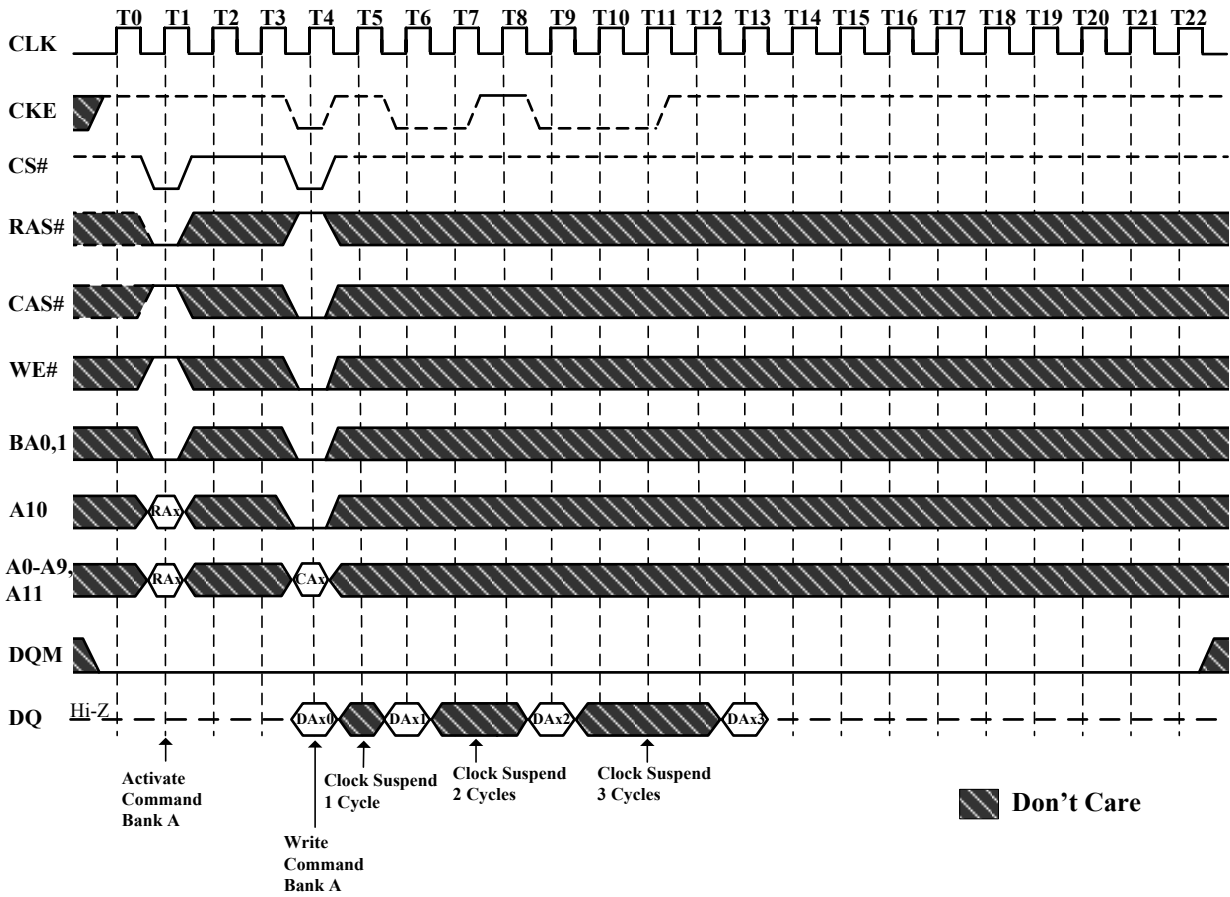 T0 T1 T2 T3 T4 T5 T6 T7 T8 T9 T10 T11 T12 T13 T14 T15 T16 T17 T18 T19 T20 T21 T22
CLK
CKE
CS#
RAS#
CAS#
WE#
BA0,1
A10 RAx
A0-A9,
A11
RAx CAx
DQM
DQ Hi-Z DAx0 DAx1 DAx2 DAx3
Activate
Command
Bank A
Write
Command
Bank A
Clock Suspend
1 Cycle
Clock Suspend
2 Cycles
Clock Suspend
3 Cycles
Don't Care